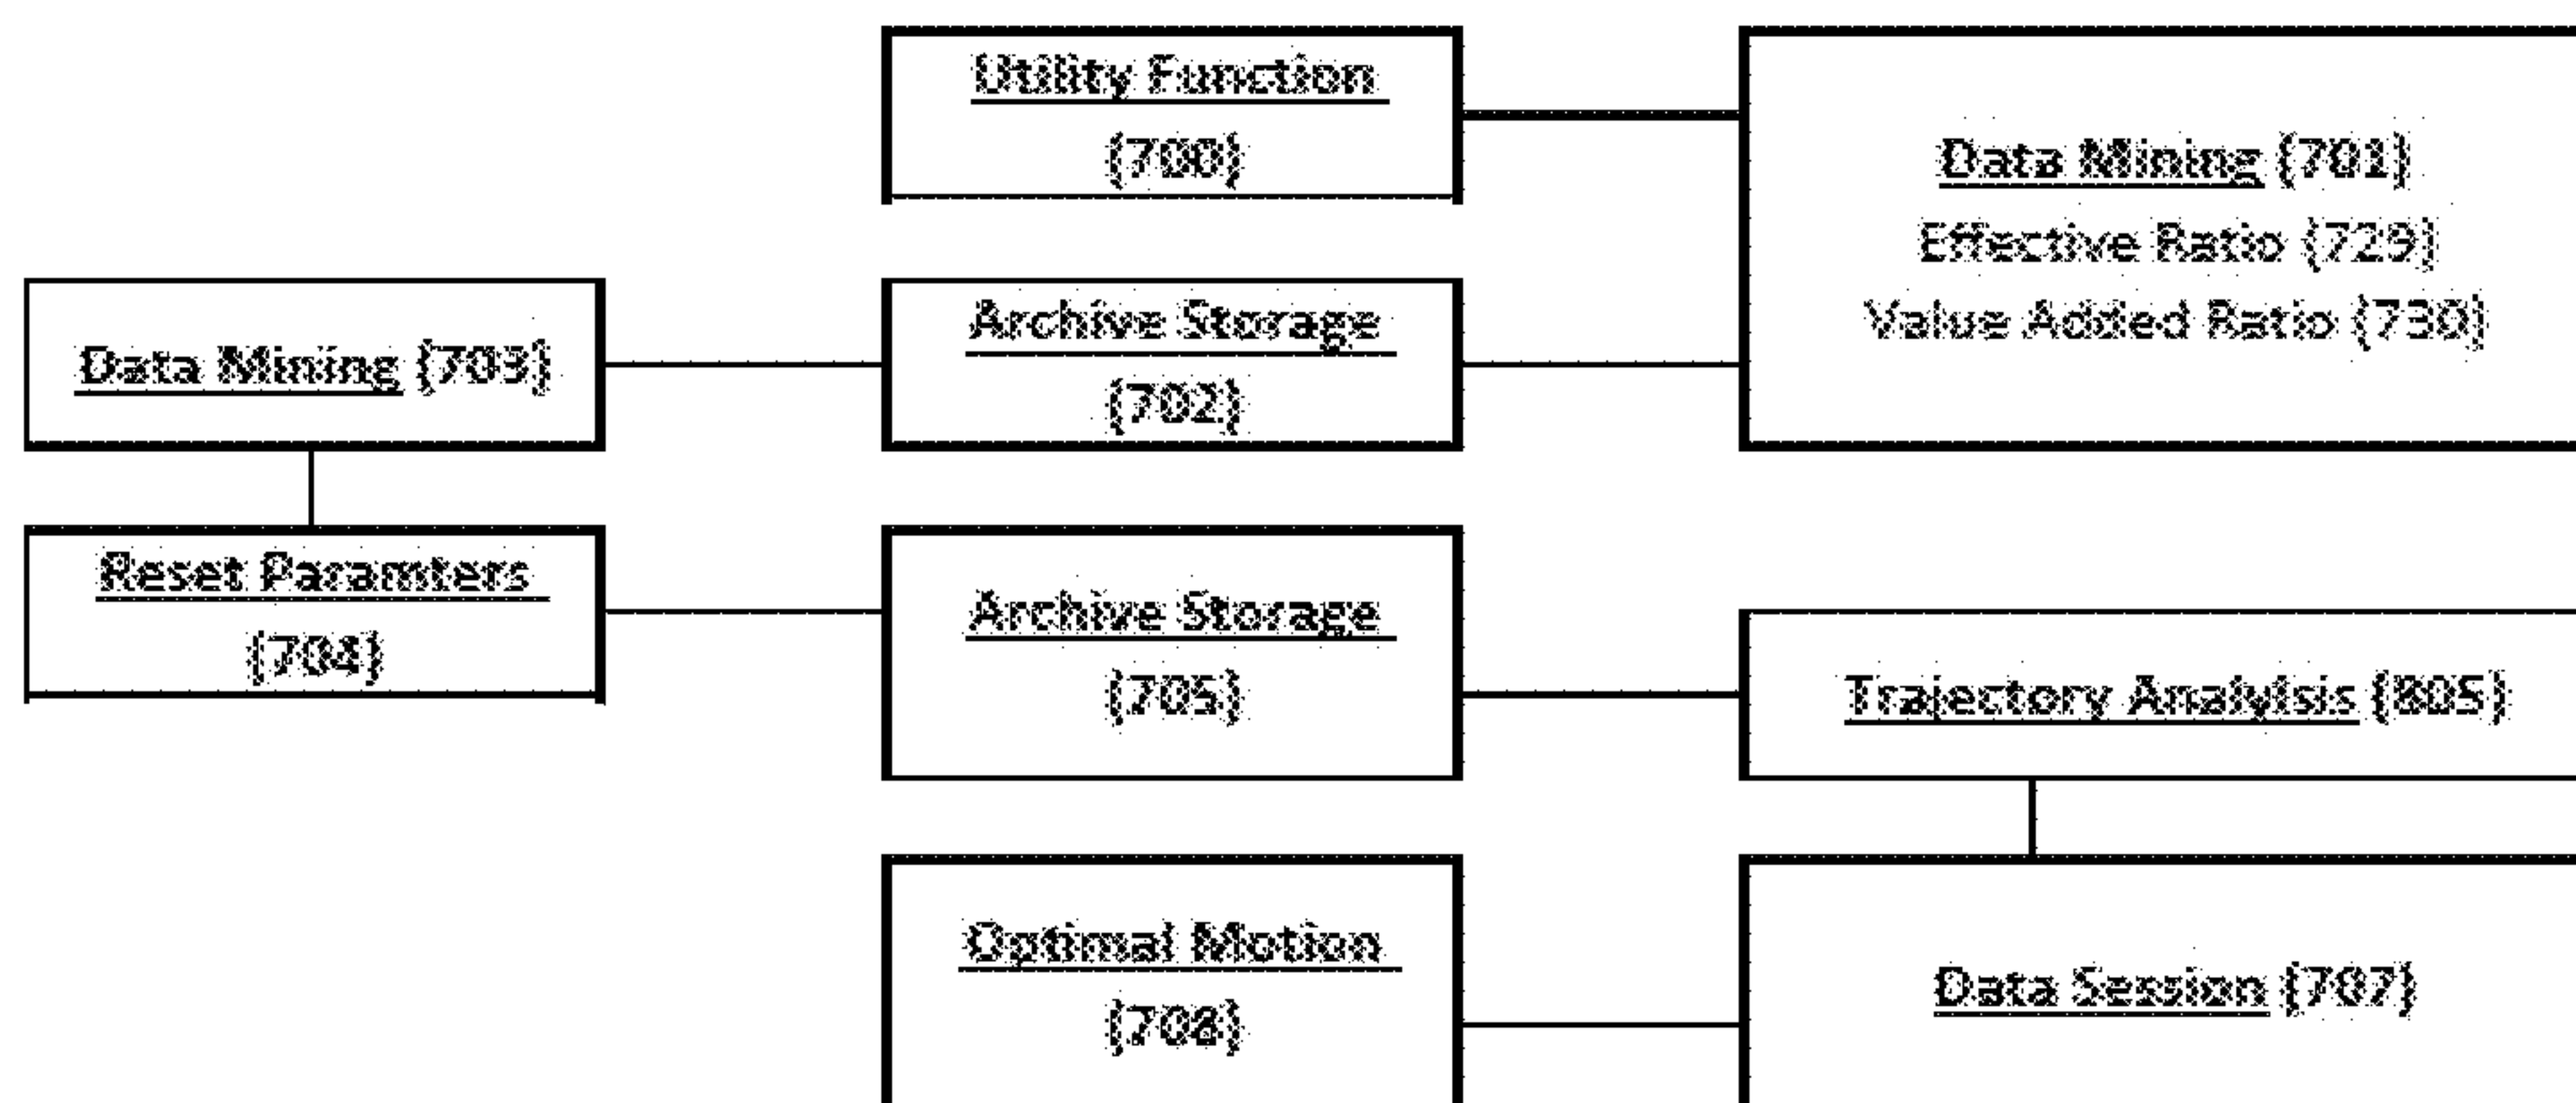 Utility Function
(700)
Data Mining (701)
Effective Ratio (729)
Value Added Ratio (730)
Data Mining (703)
Archive Storage
(702)
Reset Paramters
(704)
Archive Storage
(705)
Trajectory Analyisis (805)
Optimal Motion
(708)
Data Session (707)